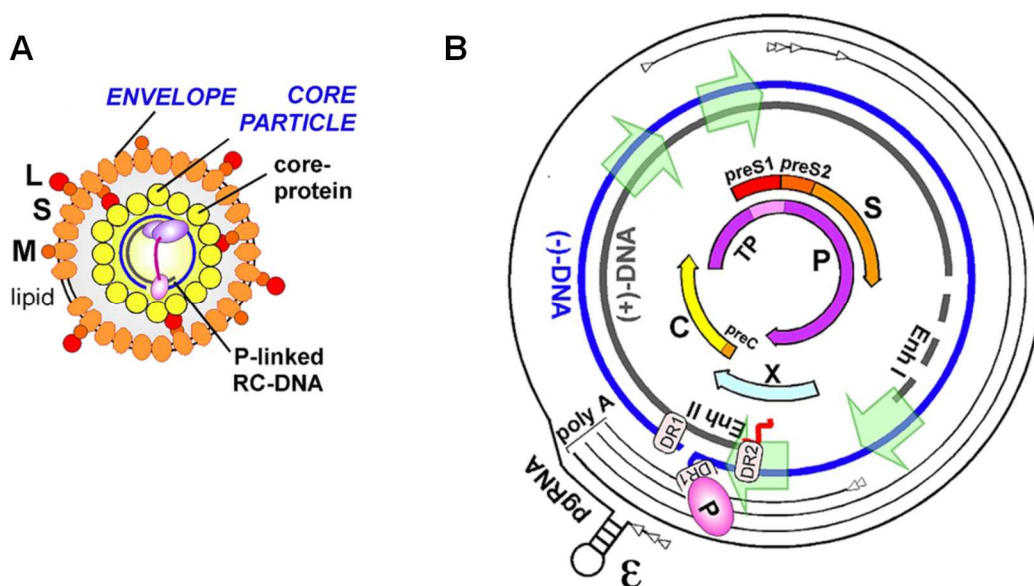 A
ENVELOPE
CORE
PARTICLE
core-
protein
L
S
M
lipid
P-linked
RC-DNA
B
(-)-DNA
(+)-DNA
preS1
preS2
S
TP
P
C
preC
X
Enh I
Enh II
DR1
DR2
DR1
P
poly A
pgRNA
ε